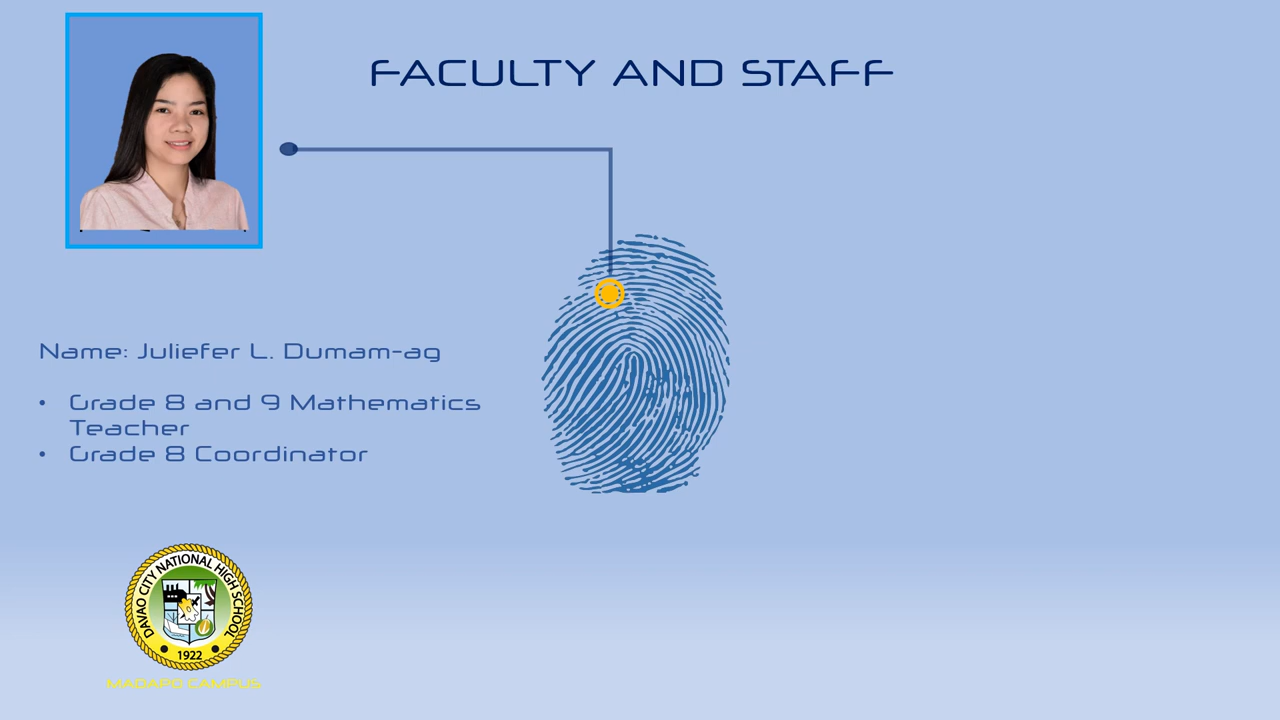 FACULTY AND STAFF
Name: Juliefer L. Dumam-ag
• Grade 8 and 9 Mathematics
Teacher
• Grade 8 Coordinator
DAVAO CITY NATIONAL HIGH SCHOOL
1922
MADAPO CAMPUS